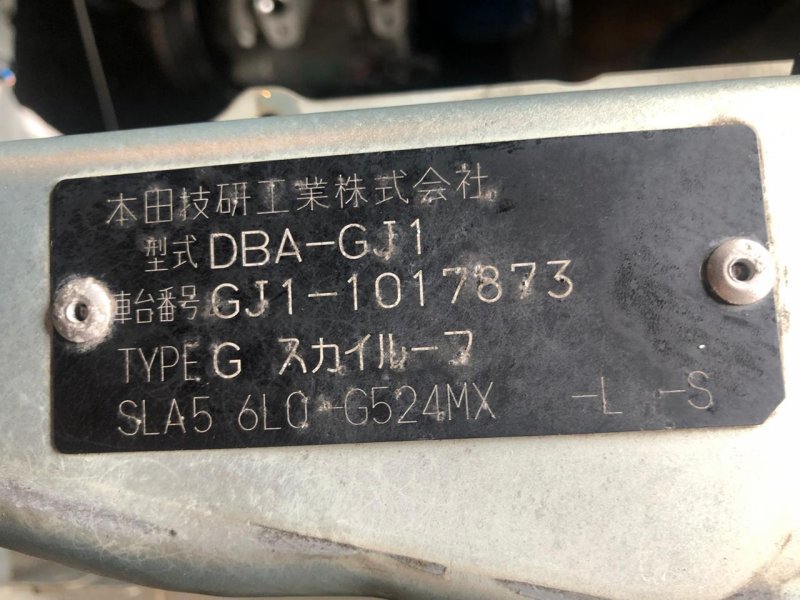 本田技研工業株式会社
型式 DBA-GJ1
車台番号 GJ1-1017873
TYPE G スカイルーフ
SLA5 6L0-G524MX -L -S